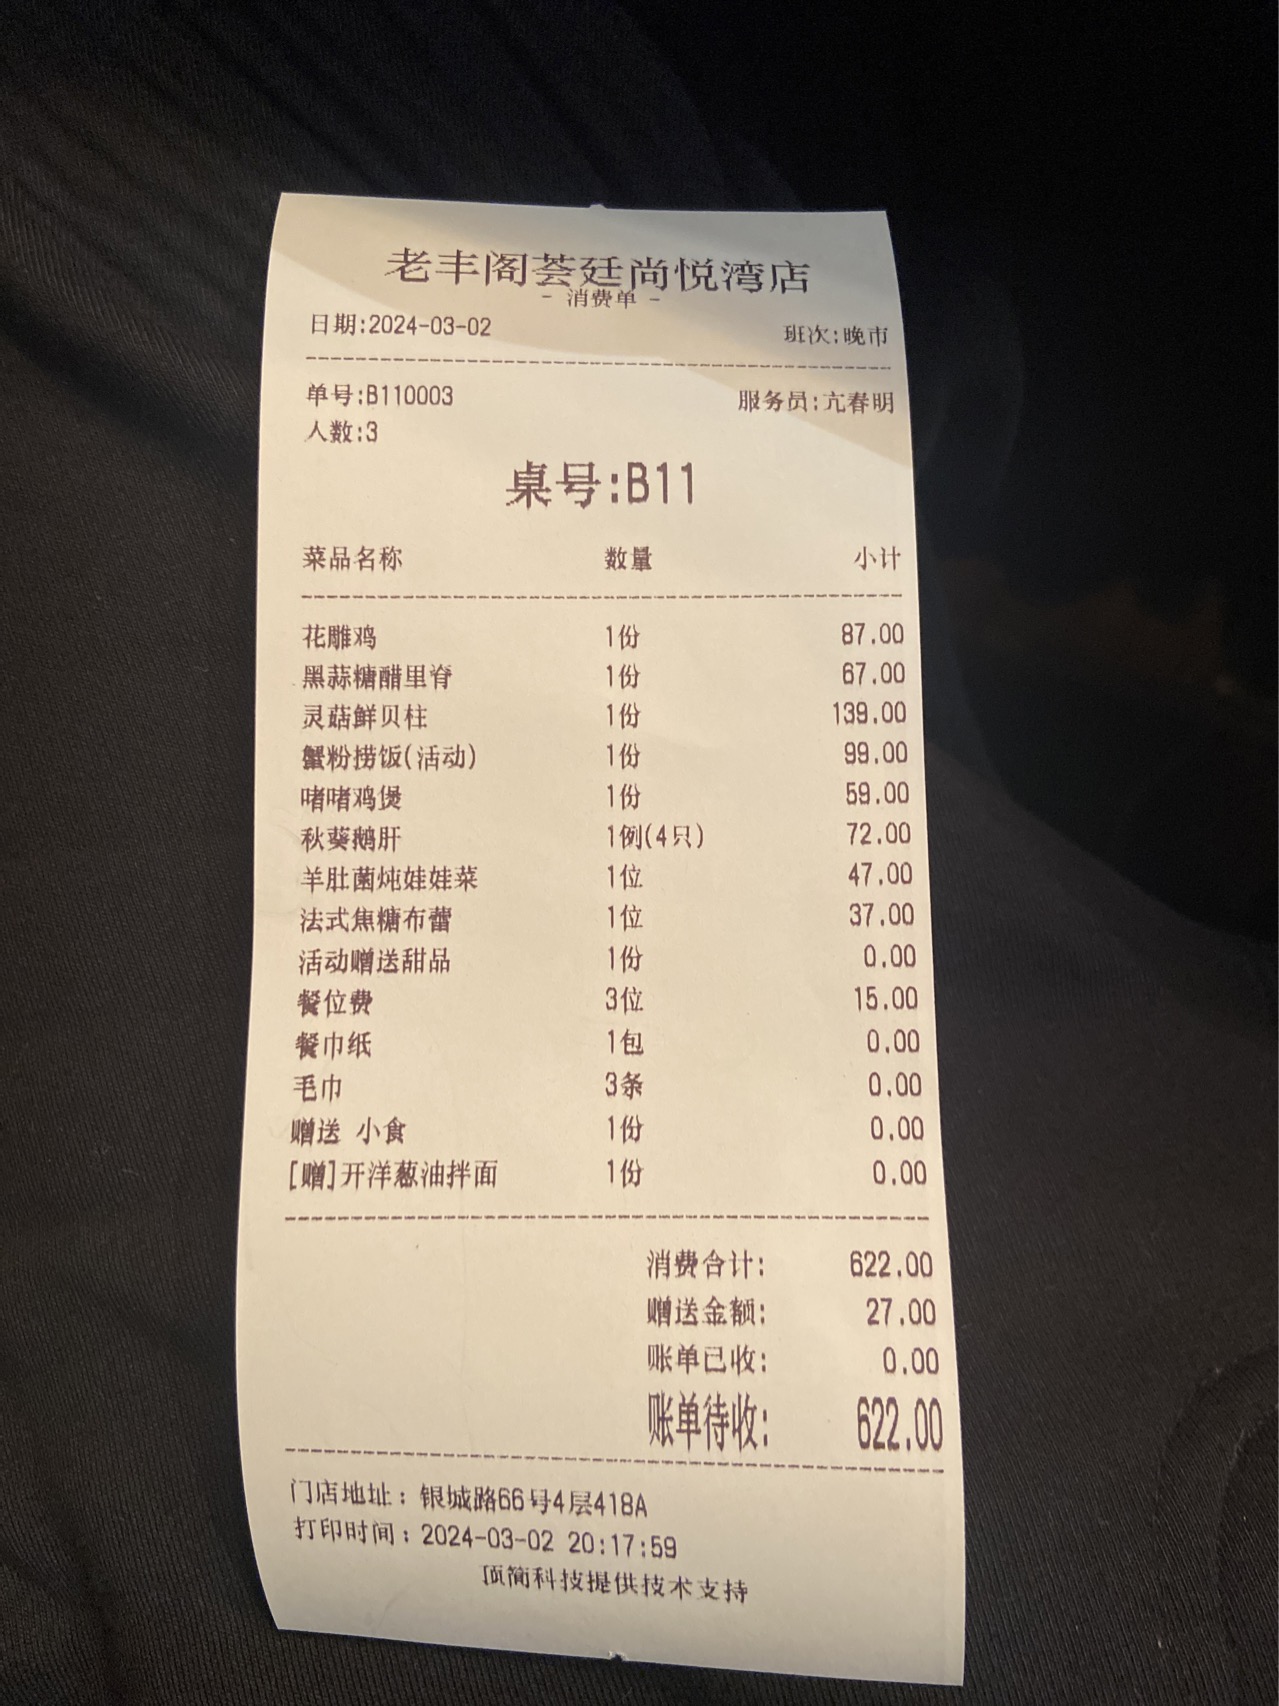 老丰阁荟廷尚悦湾店
- 消费单 -
日期:2024-03-02 班次:晚市
单号:B110003 服务员:亢春明
人数:3
桌号:B11
菜品名称 数量 小计
花雕鸡 1份 87.00
黑蒜糖醋里脊 1份 67.00
灵菇鲜贝柱 1份 139.00
蟹粉捞饭(活动) 1份 99.00
啫啫鸡煲 1份 59.00
秋葵鹅肝 1例(4只) 72.00
羊肚菌炖娃娃菜 1位 47.00
法式焦糖布蕾 1位 37.00
活动赠送甜品 1份 0.00
餐位费 3位 15.00
餐巾纸 1包 0.00
毛巾 3条 0.00
赠送 小食 1份 0.00
[赠]开洋葱油拌面 1份 0.00
消费合计: 622.00
赠送金额: 27.00
账单已收: 0.00
账单待收: 622.00
门店地址：银城路66号4层418A
打印时间：2024-03-02 20:17:59
顶简科技提供技术支持